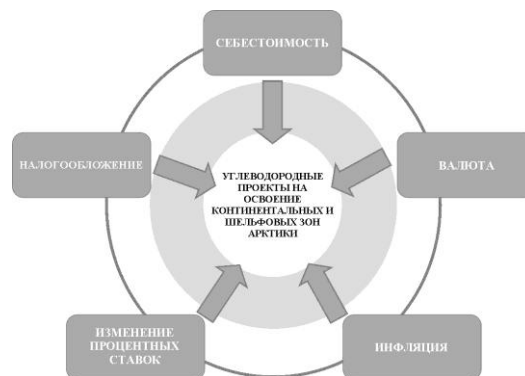 СЕБЕСТОИМОСТЬ
НАЛОГООБЛОЖЕНИЕ
ВАЛЮТА
УГЛЕВОДОРОДНЫЕ
ПРОЕКТЫ НА
ОСВОЕНИЕ
КОНТИНЕНТАЛЬНЫХ И
ШЕЛЬФОВЫХ ЗОН
АРКТИКИ
ИЗМЕНЕНИЕ
ПРОЦЕНТНЫХ
СТАВОК
ИНФЛЯЦИЯ